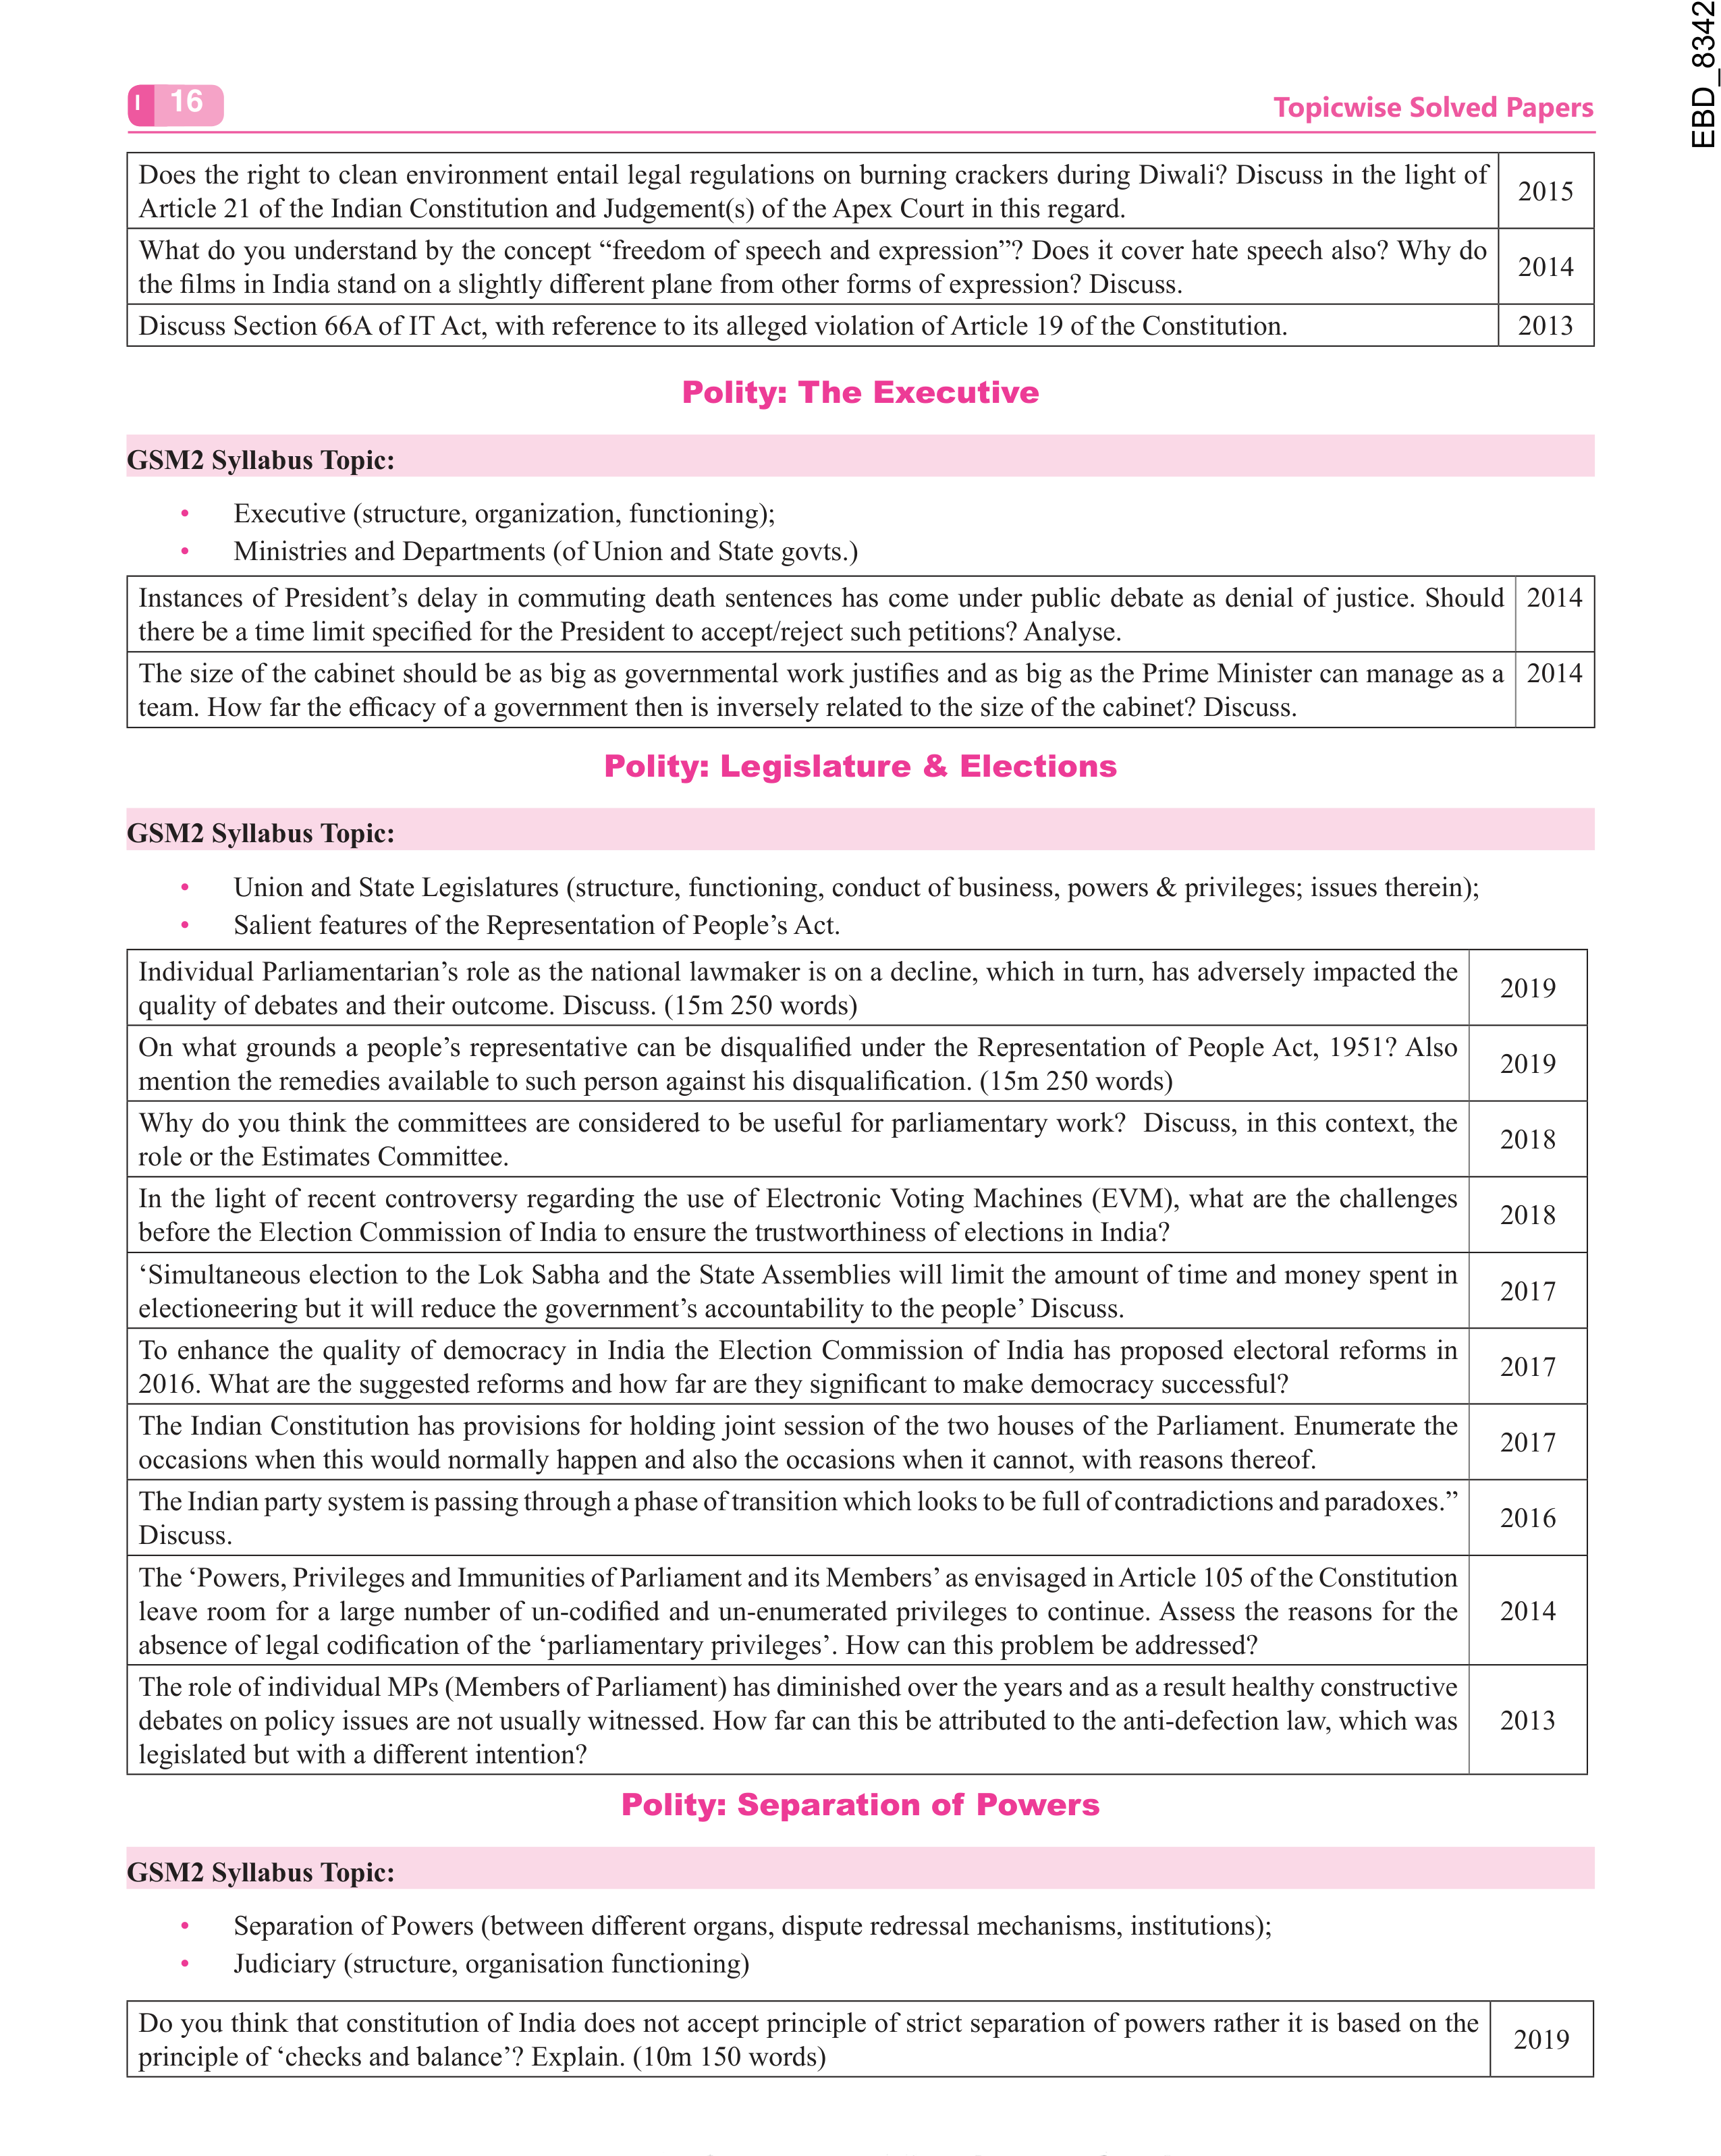 EBD_8342
I 16
Topicwise Solved Papers
Does the right to clean environment entail legal regulations on burning crackers during Diwali? Discuss in the light of
Article 21 of the Indian Constitution and Judgement(s) of the Apex Court in this regard.
2015
What do you understand by the concept “freedom of speech and expression”? Does it cover hate speech also? Why do
the films in India stand on a slightly different plane from other forms of expression? Discuss.
2014
Discuss Section 66A of IT Act, with reference to its alleged violation of Article 19 of the Constitution.
2013
Polity: The Executive
GSM2 Syllabus Topic:
• Executive (structure, organization, functioning);
• Ministries and Departments (of Union and State govts.)
Instances of President’s delay in commuting death sentences has come under public debate as denial of justice. Should
there be a time limit specified for the President to accept/reject such petitions? Analyse.
2014
The size of the cabinet should be as big as governmental work justifies and as big as the Prime Minister can manage as a
team. How far the efficacy of a government then is inversely related to the size of the cabinet? Discuss.
2014
Polity: Legislature & Elections
GSM2 Syllabus Topic:
• Union and State Legislatures (structure, functioning, conduct of business, powers & privileges; issues therein);
• Salient features of the Representation of People’s Act.
Individual Parliamentarian’s role as the national lawmaker is on a decline, which in turn, has adversely impacted the
quality of debates and their outcome. Discuss. (15m 250 words)
2019
On what grounds a people’s representative can be disqualified under the Representation of People Act, 1951? Also
mention the remedies available to such person against his disqualification. (15m 250 words)
2019
Why do you think the committees are considered to be useful for parliamentary work? Discuss, in this context, the
role or the Estimates Committee.
2018
In the light of recent controversy regarding the use of Electronic Voting Machines (EVM), what are the challenges
before the Election Commission of India to ensure the trustworthiness of elections in India?
2018
‘Simultaneous election to the Lok Sabha and the State Assemblies will limit the amount of time and money spent in
electioneering but it will reduce the government’s accountability to the people’ Discuss.
2017
To enhance the quality of democracy in India the Election Commission of India has proposed electoral reforms in
2016. What are the suggested reforms and how far are they significant to make democracy successful?
2017
The Indian Constitution has provisions for holding joint session of the two houses of the Parliament. Enumerate the
occasions when this would normally happen and also the occasions when it cannot, with reasons thereof.
2017
The Indian party system is passing through a phase of transition which looks to be full of contradictions and paradoxes.”
Discuss.
2016
The ‘Powers, Privileges and Immunities of Parliament and its Members’ as envisaged in Article 105 of the Constitution
leave room for a large number of un-codified and un-enumerated privileges to continue. Assess the reasons for the
absence of legal codification of the ‘parliamentary privileges’. How can this problem be addressed?
2014
The role of individual MPs (Members of Parliament) has diminished over the years and as a result healthy constructive
debates on policy issues are not usually witnessed. How far can this be attributed to the anti-defection law, which was
legislated but with a different intention?
2013
Polity: Separation of Powers
GSM2 Syllabus Topic:
• Separation of Powers (between different organs, dispute redressal mechanisms, institutions);
• Judiciary (structure, organisation functioning)
Do you think that constitution of India does not accept principle of strict separation of powers rather it is based on the
principle of ‘checks and balance’? Explain. (10m 150 words)
2019